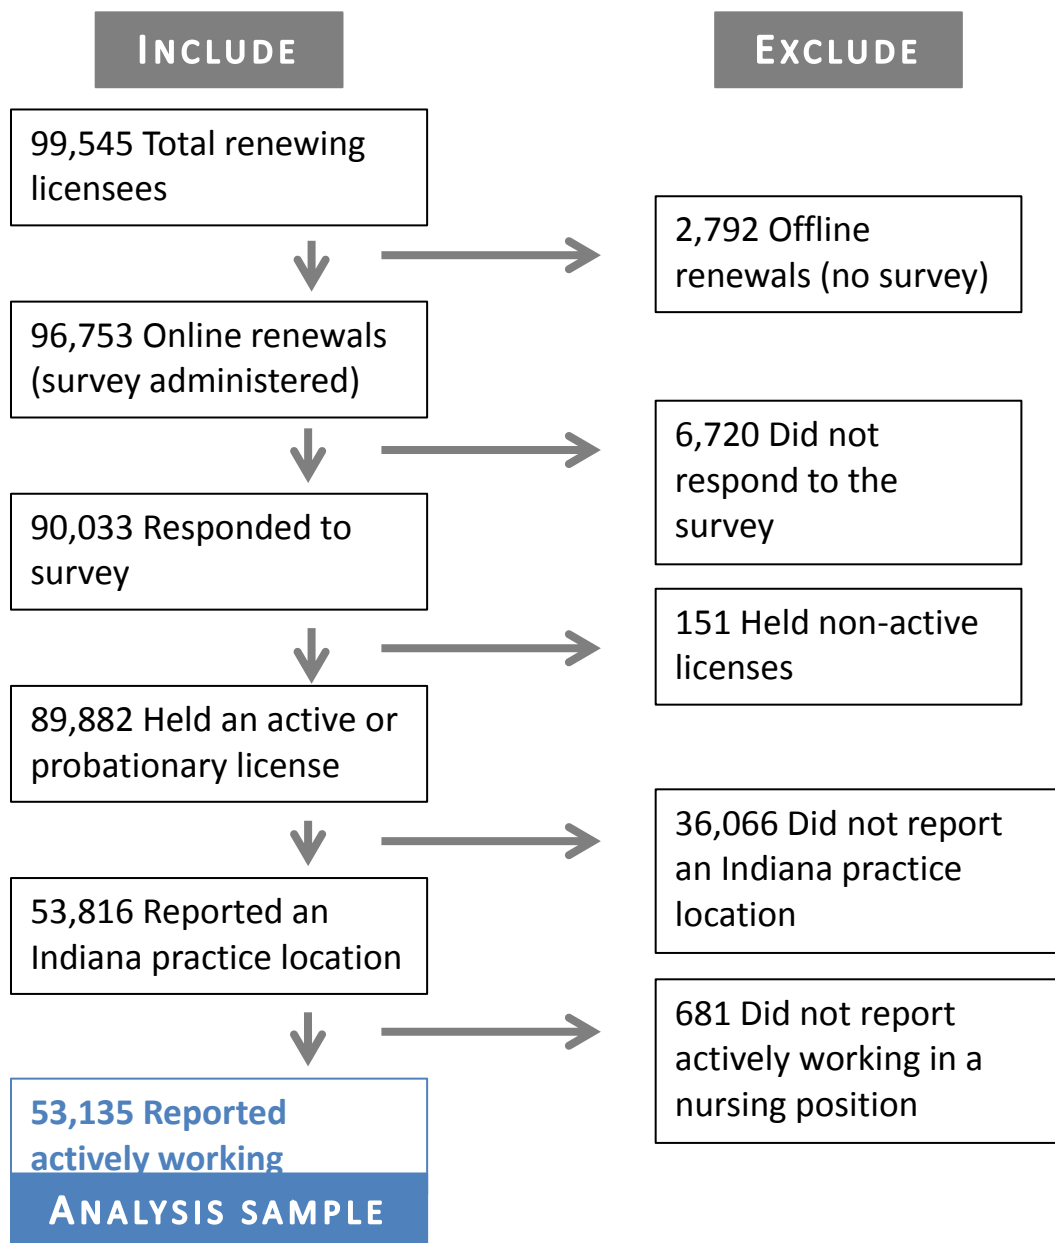 INCLUDE
EXCLUDE
99,545 Total renewing
licensees
2,792 Offline
renewals (no survey)
96,753 Online renewals
(survey administered)
6,720 Did not
respond to the
survey
90,033 Responded to
survey
151 Held non-active
licenses
89,882 Held an active or
probationary license
36,066 Did not report
an Indiana practice
location
53,816 Reported an
Indiana practice location
681 Did not report
actively working in a
nursing position
53,135 Reported
actively working
ANALYSIS SAMPLE